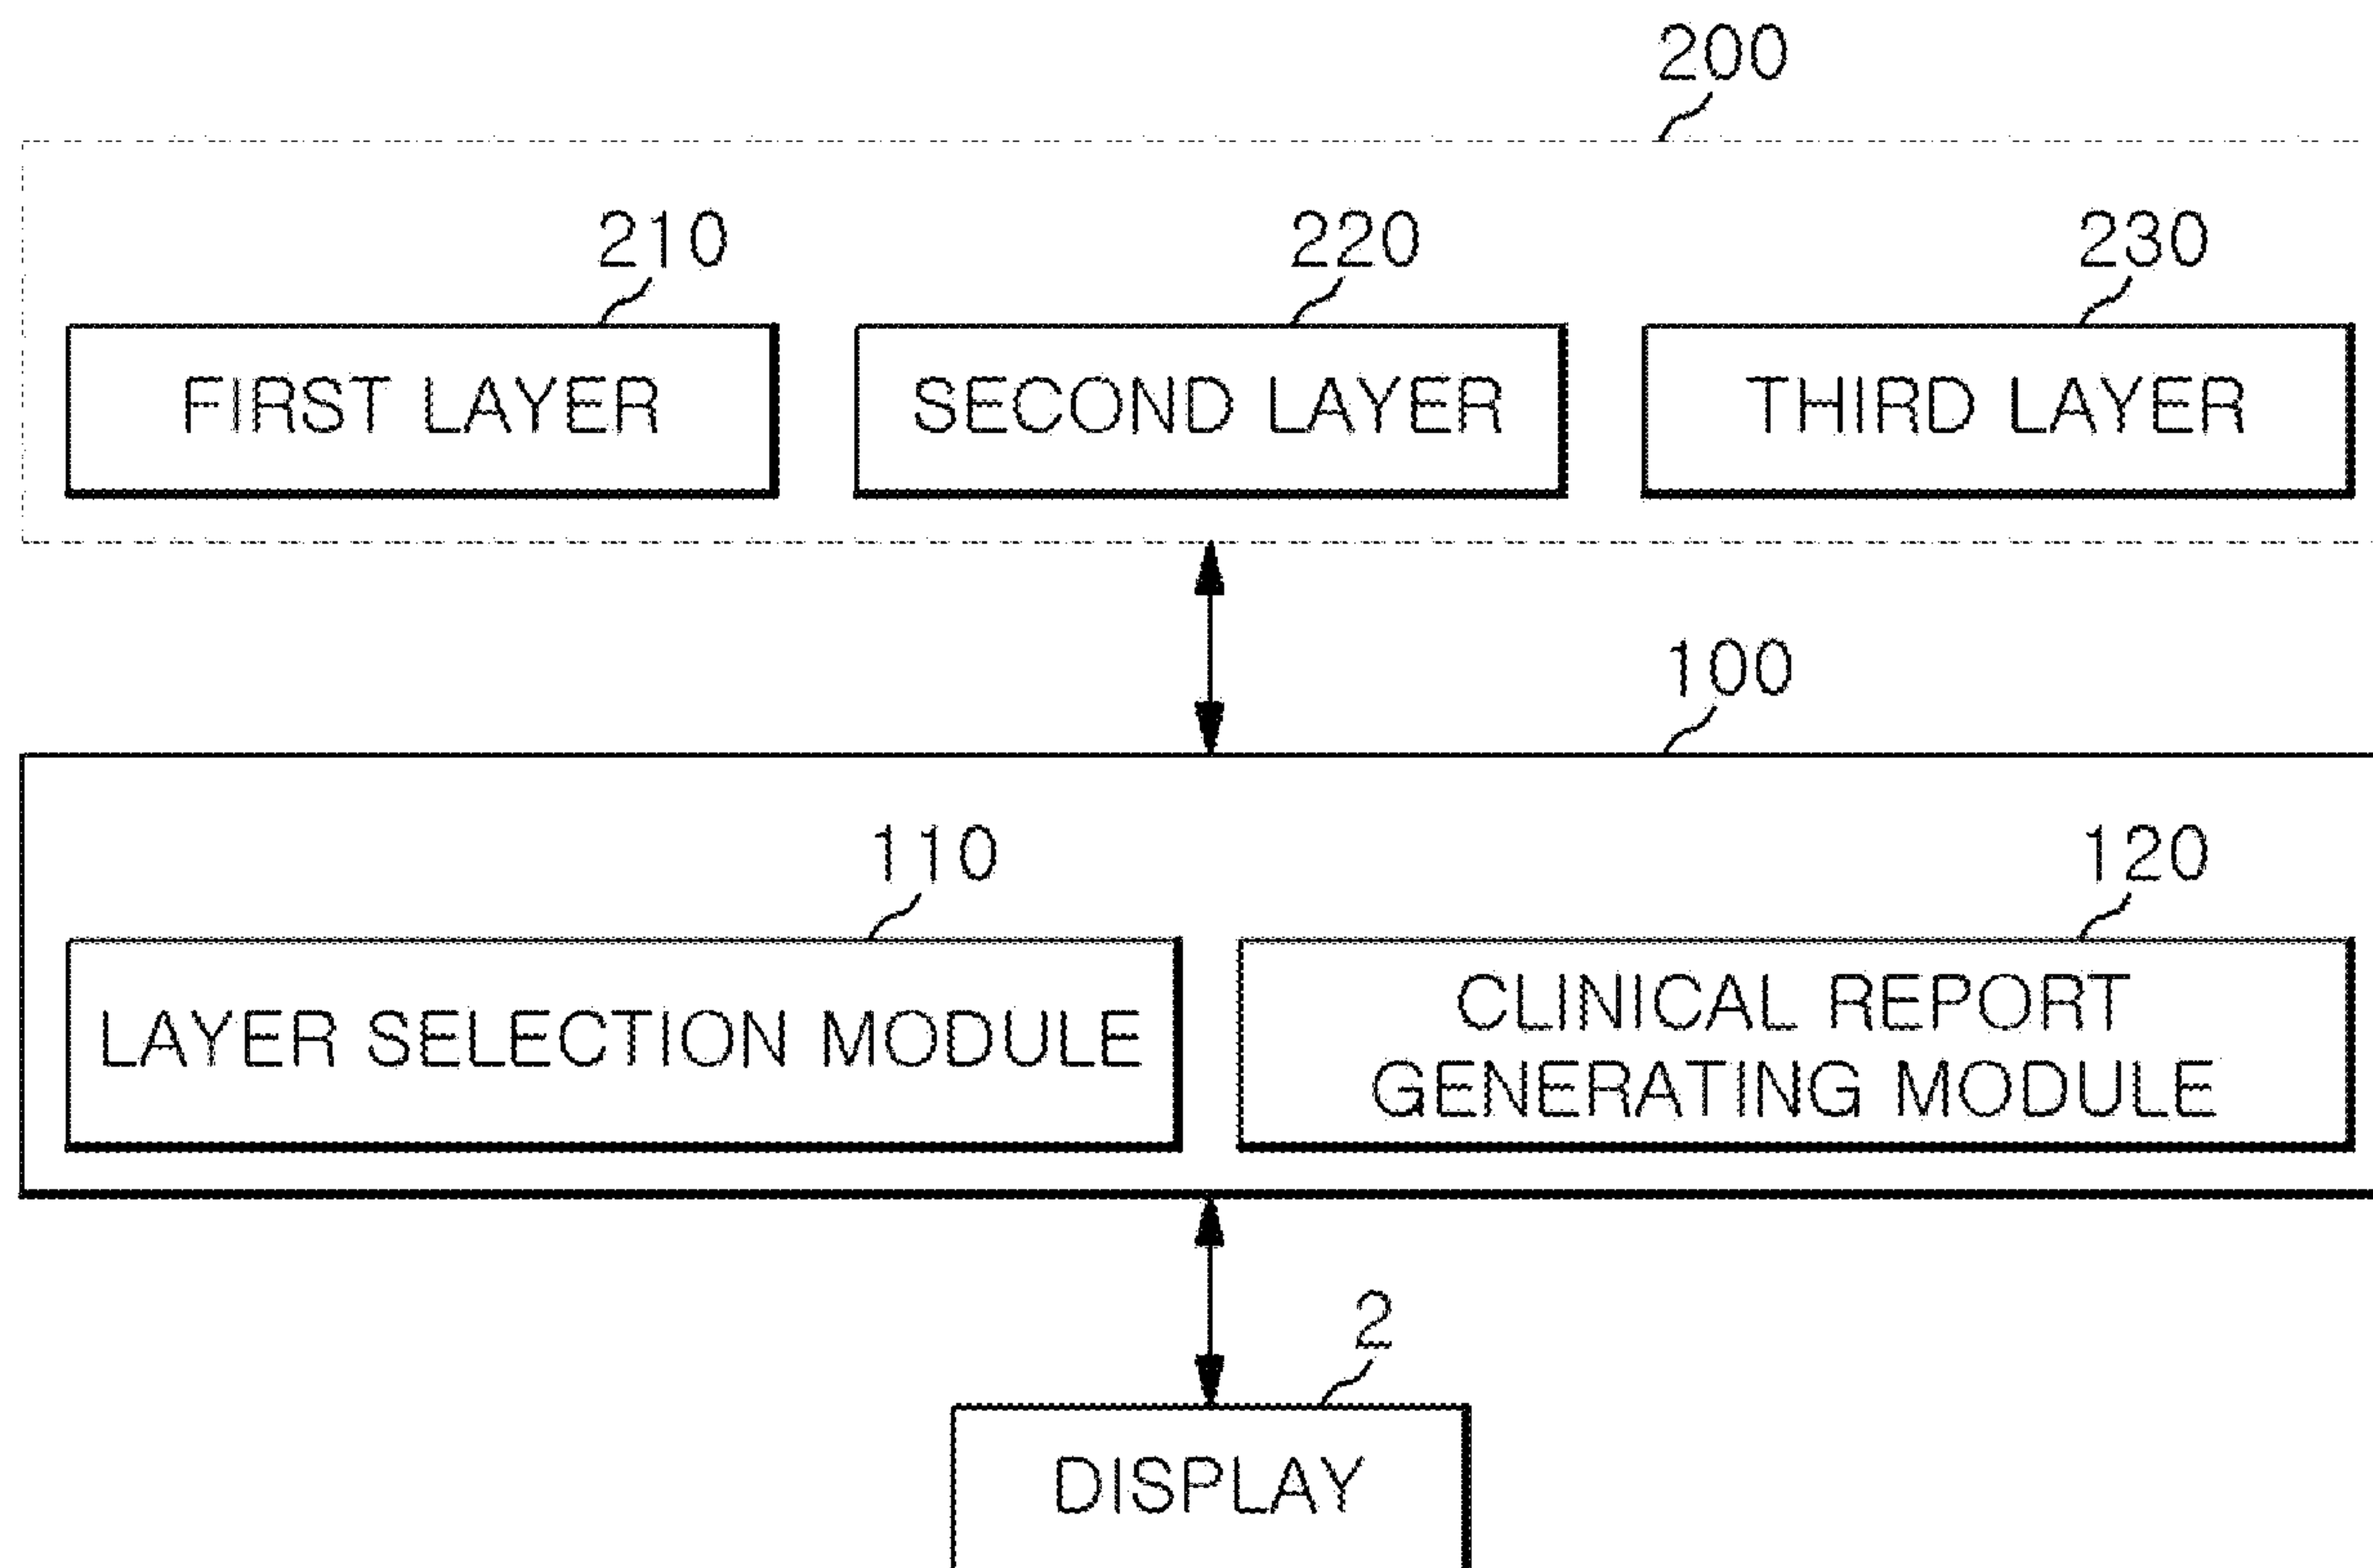 200
210
220
230
FIRST LAYER
SECOND LAYER
THIRD LAYER
100
110
120
LAYER SELECTION MODULE
CLINICAL REPORT
GENERATING MODULE
2
DISPLAY